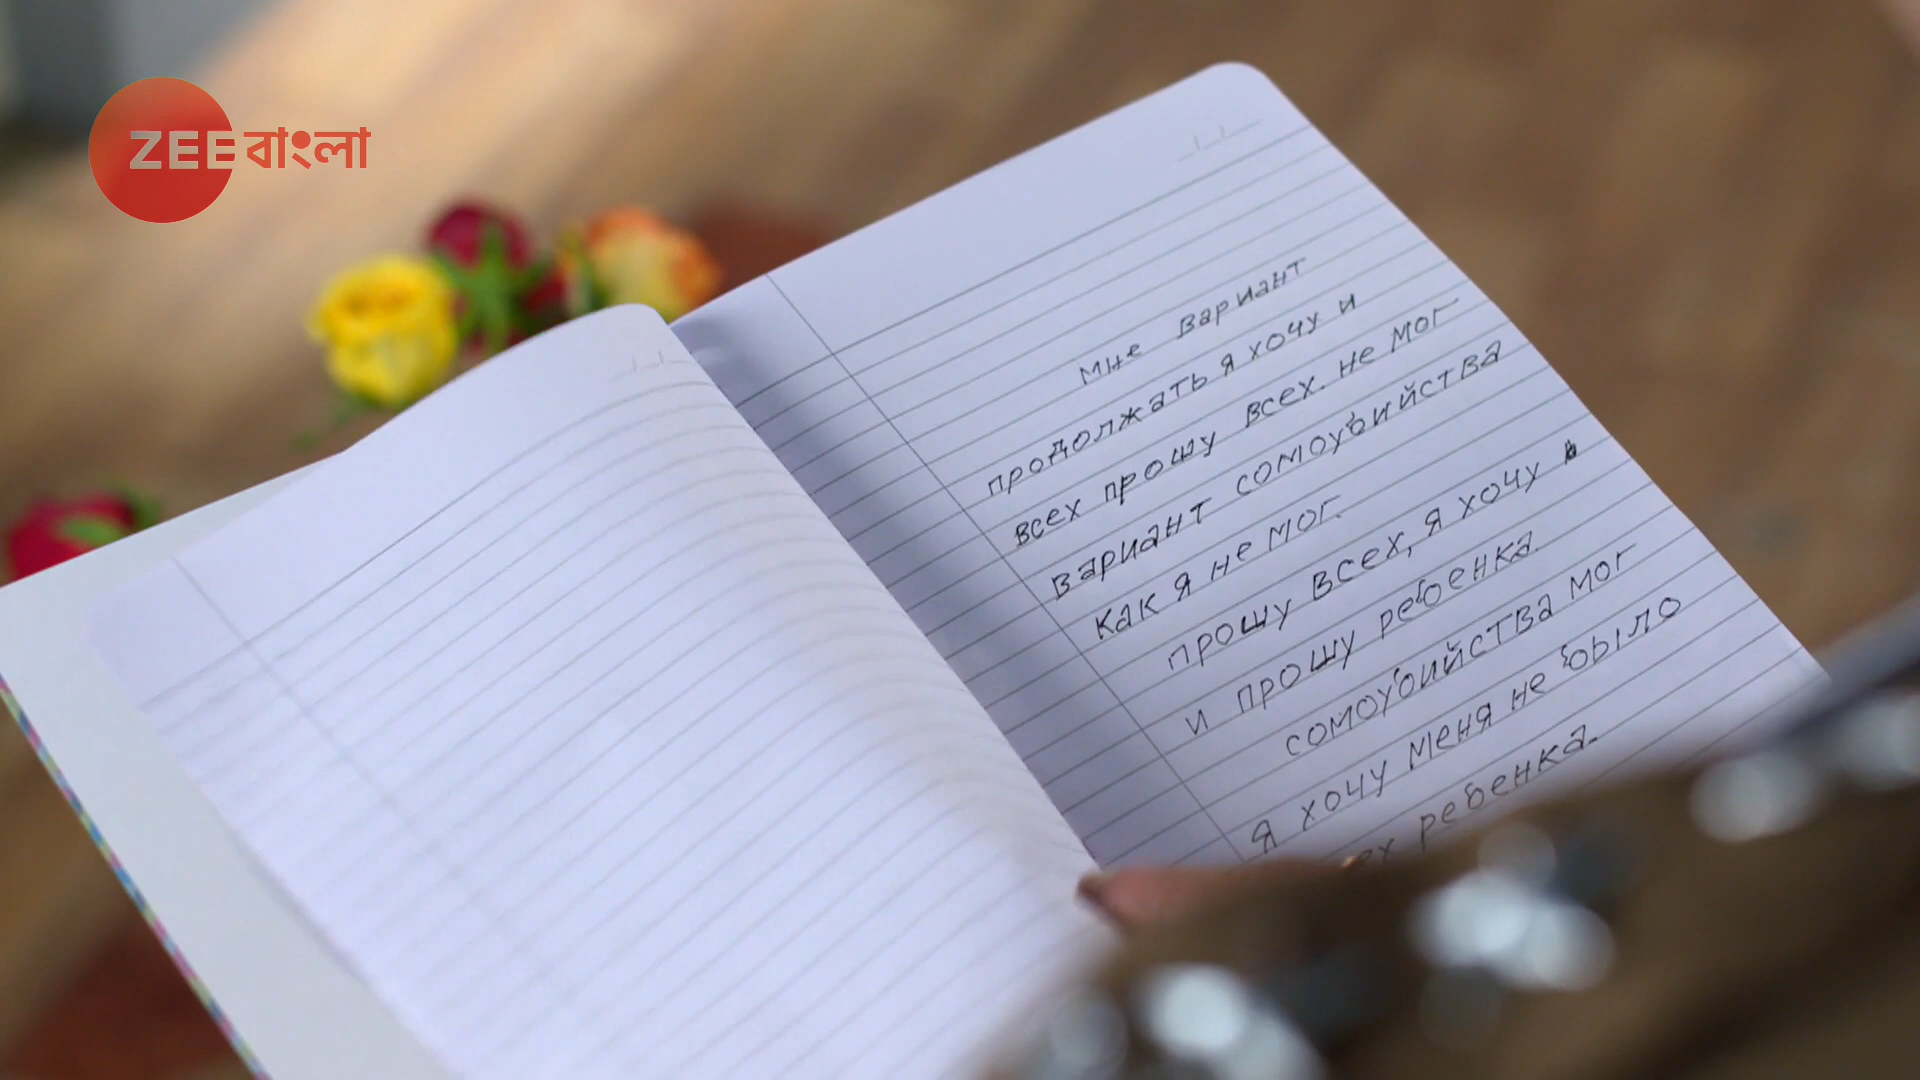 ZEE বাংলা
мне вариант
продолжать я хочу и
всех прошу всех. не мог
вариант сомоубийства
как я не мог.
прошу всех, я хочу
и прошу ребенка.
сомоубийства мог
я хочу меня не было
ребенка.